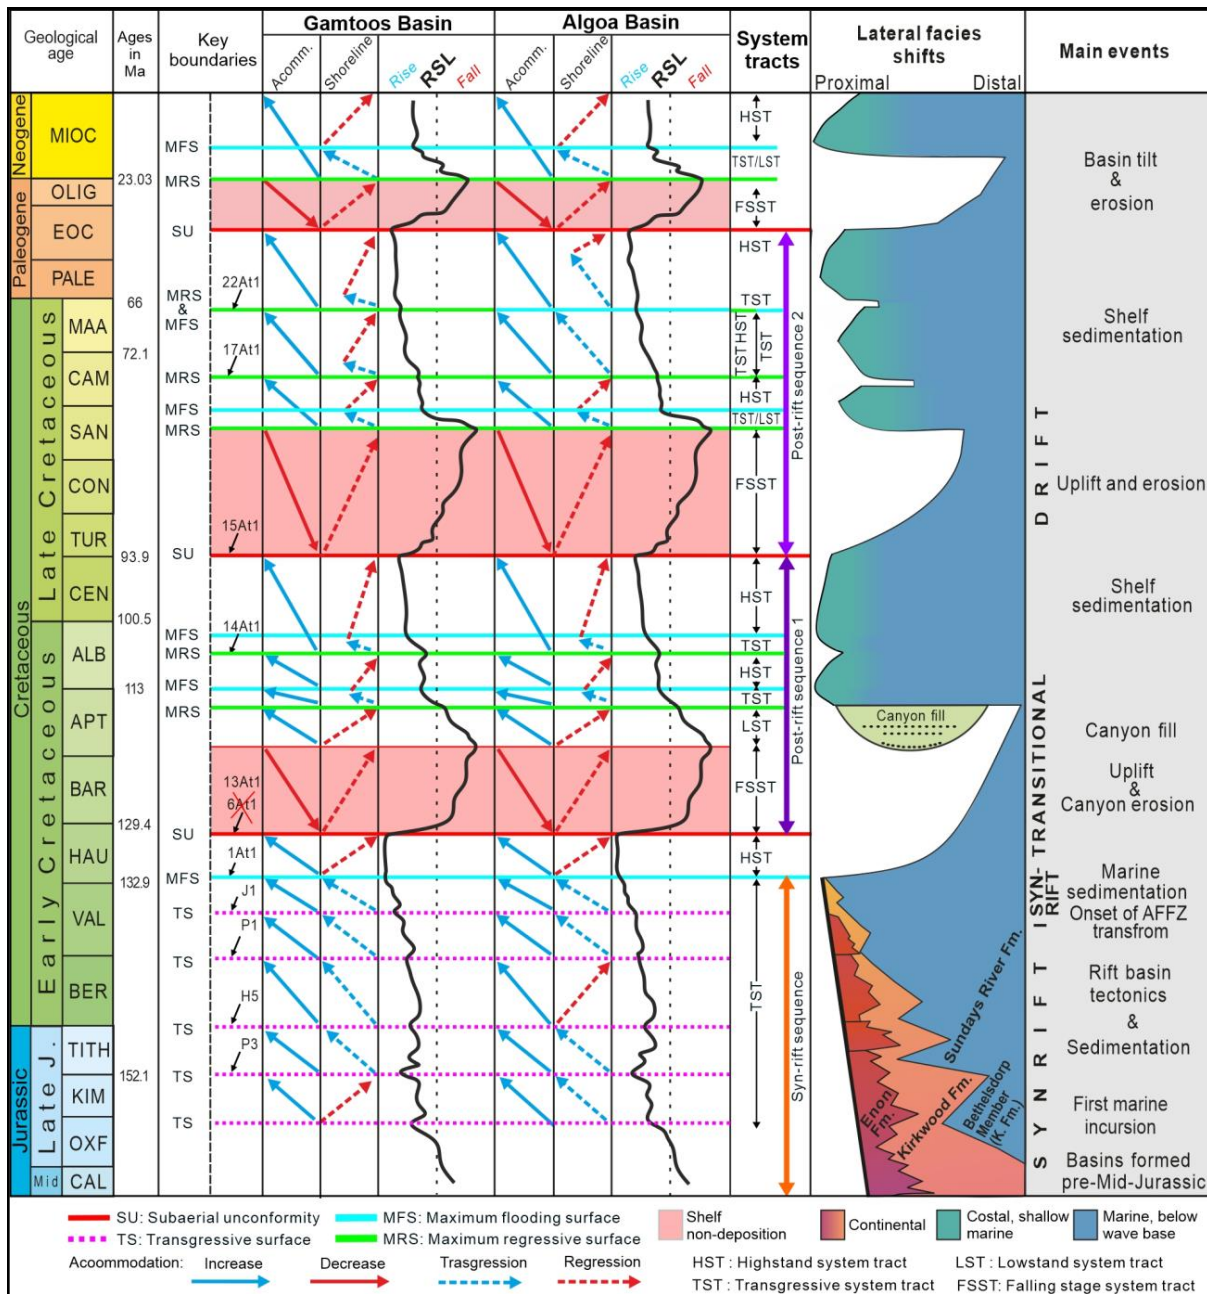 Geological age
Ages in Ma
Key boundaries
Gamtoos Basin
Algoa Basin
Acomm.
Shoreline
Rise
RSL
Fall
Acomm.
Shoreline
Rise
RSL
Fall
System tracts
Lateral facies shifts
Proximal
Distal
Main events
Neogene
Paleogene
Cretaceous
Jurassic
Late Cretaceous
Early Cretaceous
Late J.
Mid
MIOC
OLIG
EOC
PALE
MAA
CAM
SAN
CON
TUR
CEN
ALB
APT
BAR
HAU
VAL
BER
TITH
KIM
OXF
CAL
23.03
66
72.1
93.9
100.5
113
129.4
132.9
152.1
MFS
MRS
SU
22At1
MRS
&
MFS
17At1
MRS
MFS
MRS
15At1
SU
MFS
14At1
MRS
MFS
MRS
13At1
6At1
SU
1At1
MFS
J1
TS
P1
TS
H5
TS
P3
TS
TS
HST
TST/LST
FSST
HST
TST
TST HST
TST
HST
TST/LST
FSST
HST
TST
HST
TST
LST
FSST
HST
TST
Post-rift sequence 2
Post-rift sequence 1
Syn-rift sequence
Canyon fill
Enon Fm.
Kirkwood Fm.
Sundays River Fm.
Bethelsdorp Member (K. Fm.)
DRIFT
TRANSITIONAL
SYN-RIFT
SYNRIFT I
Basin tilt
&
erosion
Shelf
sedimentation
Uplift and erosion
Shelf
sedimentation
Canyon fill
Uplift
&
Canyon erosion
Marine
sedimentation
Onset of AFFZ
transfrom
Rift basin
tectonics
&
Sedimentation
First marine
incursion
Basins formed
pre-Mid-Jurassic
SU: Subaerial unconformity
MFS: Maximum flooding surface
Shelf
non-deposition
Continental
Costal, shallow
marine
Marine, below
wave base
TS: Transgressive surface
MRS: Maximum regressive surface
Accommodation:
Increase
Decrease
Trasgression
Regression
HST : Highstand system tract
LST : Lowstand system tract
TST : Transgressive system tract
FSST : Falling stage system tract